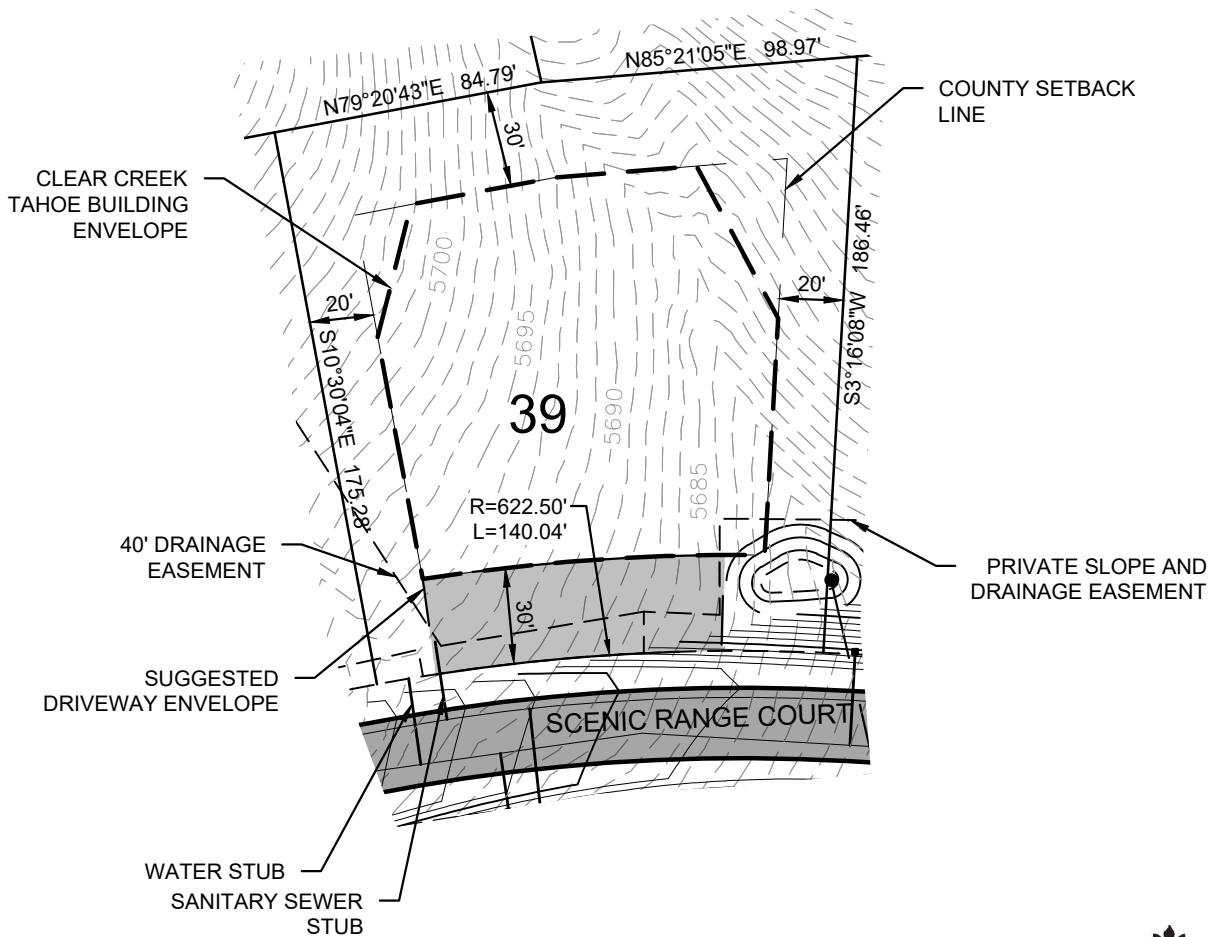 N85°21'05"E 98.97'
N79°20'43"E 84.79'
30'
COUNTY SETBACK
LINE
CLEAR CREEK
TAHOE BUILDING
ENVELOPE
5700
S3°16'08"W 186.46'
20'
20'
5695
S10°30'04"E 175.28'
39
5690
5685
R=622.50'
L=140.04'
40' DRAINAGE
EASEMENT
PRIVATE SLOPE AND
DRAINAGE EASEMENT
30'
SUGGESTED
DRIVEWAY ENVELOPE
SCENIC RANGE COURT
WATER STUB
SANITARY SEWER
STUB